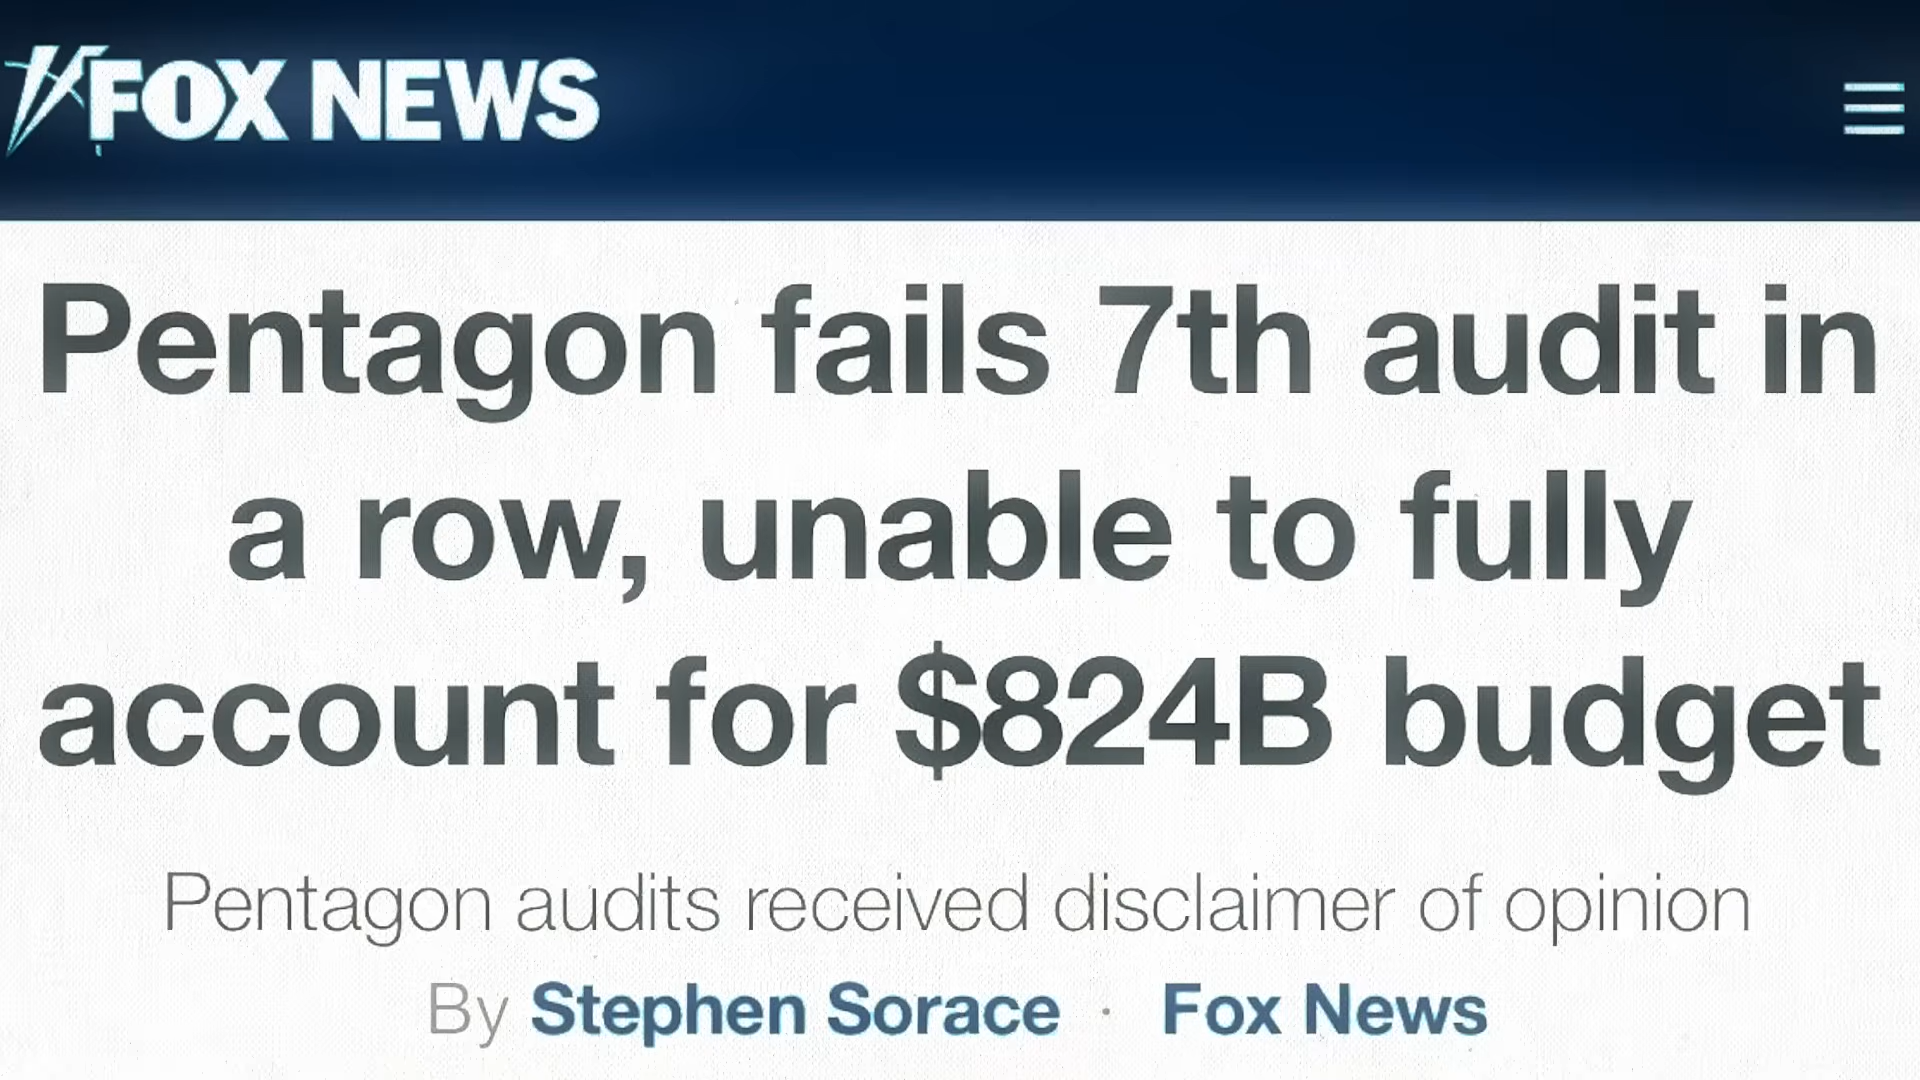 FOX NEWS
Pentagon fails 7th audit in
a row, unable to fully
account for $824B budget
Pentagon audits received disclaimer of opinion
By Stephen Sorace · Fox News